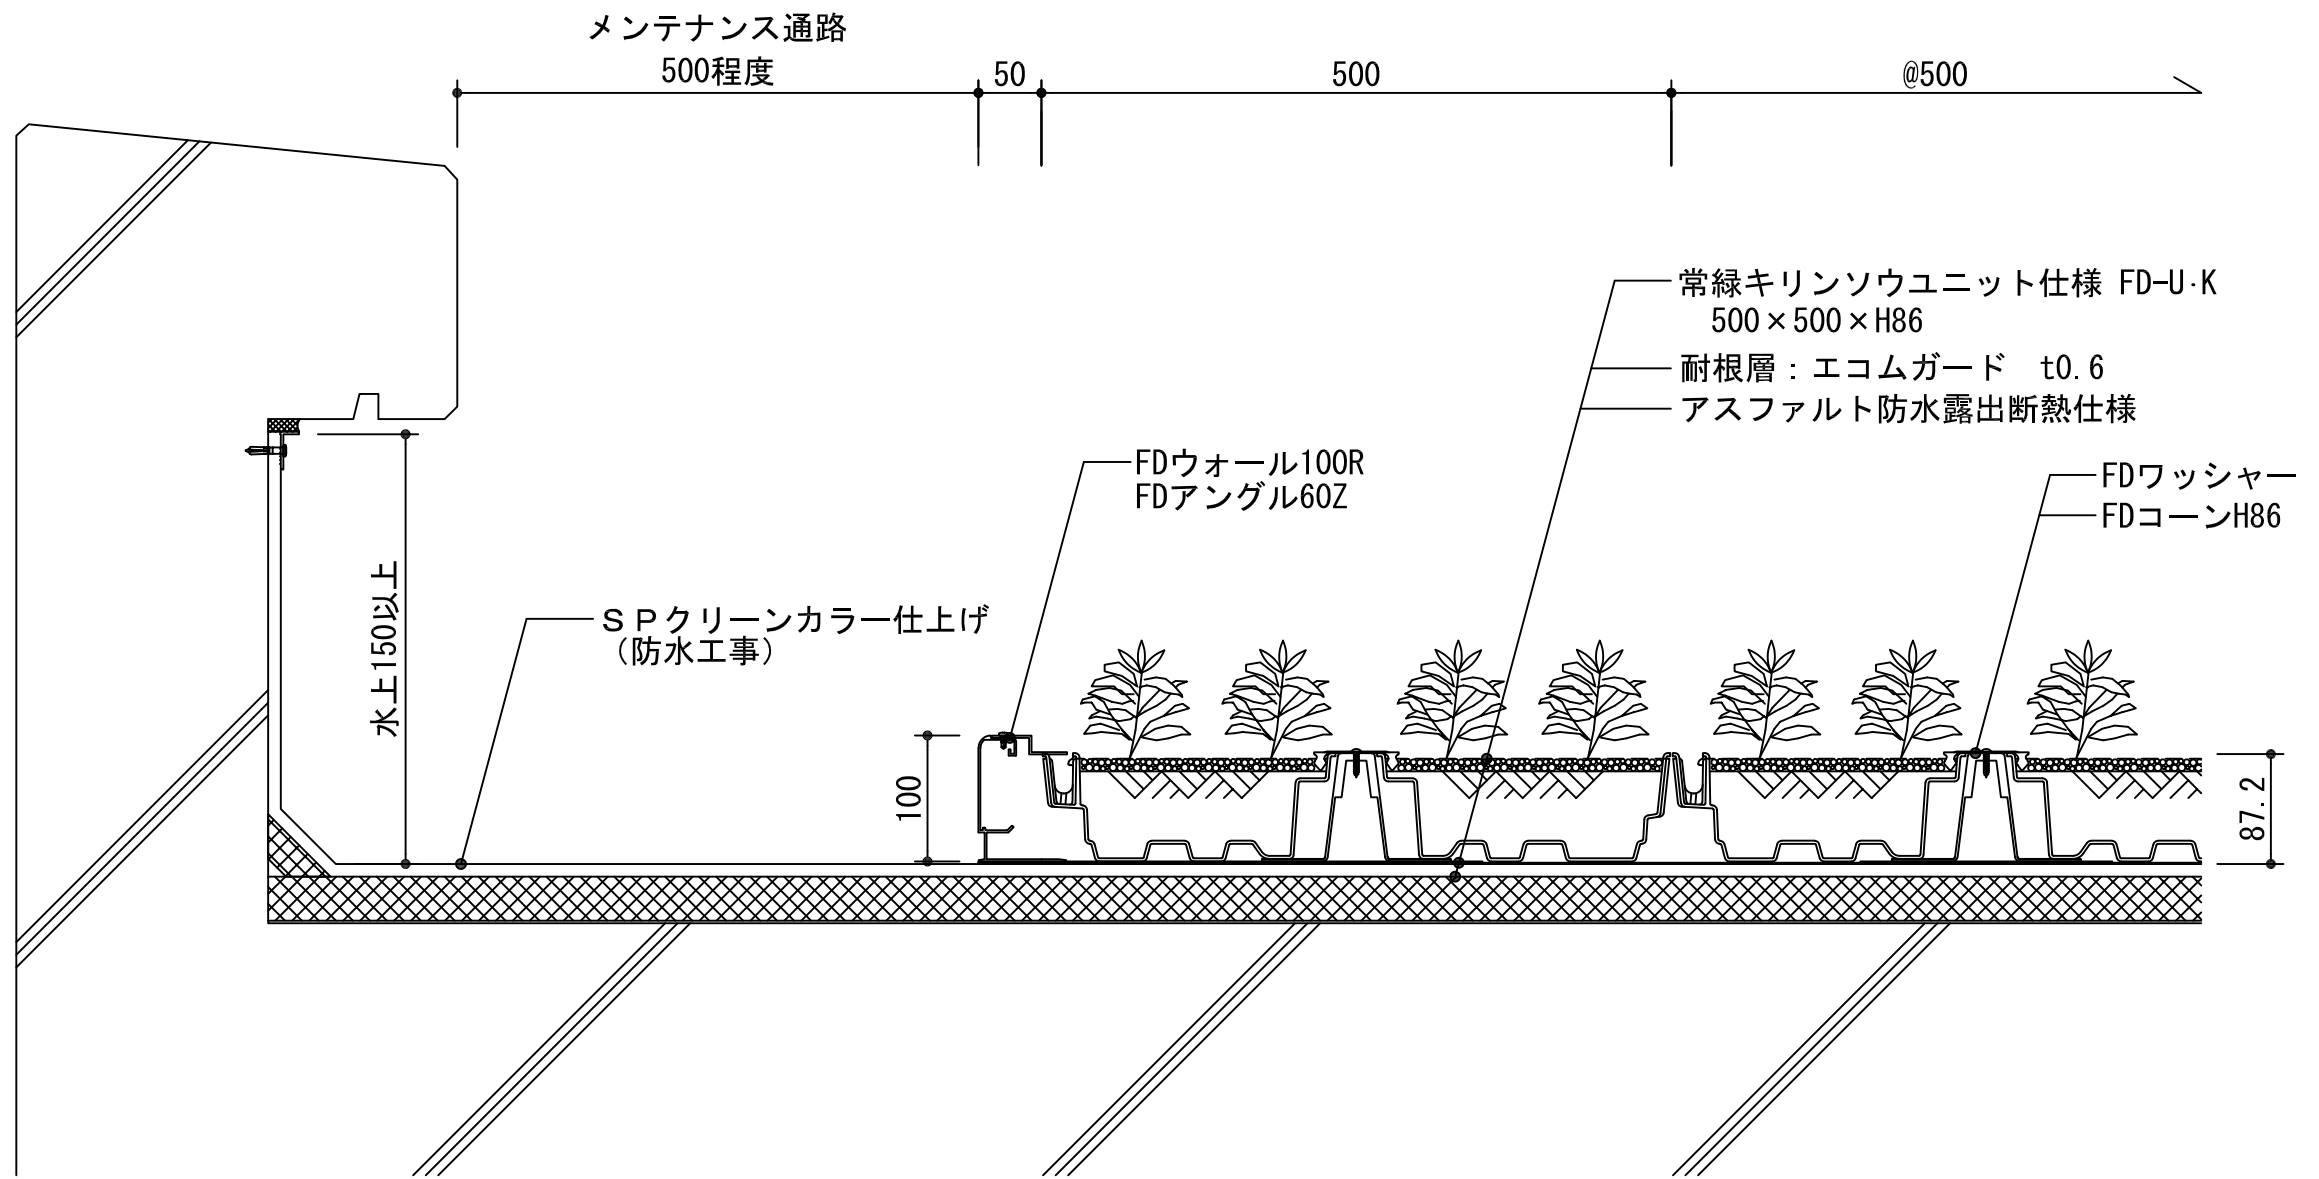 メンテナンス通路
500程度
50
500
@500
常緑キリンソウユニット仕様 FD-U·K
500×500×H86
耐根層：エコムガード　t0.6
アスファルト防水露出断熱仕様
FDウォール100R
FDアングル60Z
FDワッシャー
FDコーンH86
水上150以上
ＳＰクリーンカラー仕上げ
（防水工事）
100
87.2